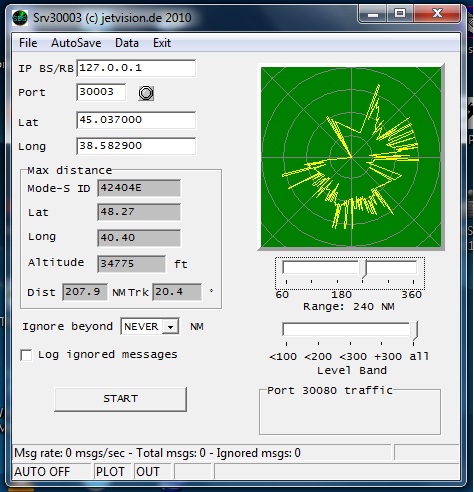 Srv30003 (c) jetvision.de 2010
File AutoSave Data Exit
IP BS/RB 127.0.0.1
Port 30003
Lat 45.037000
Long 38.582900
Max distance
Mode-S ID 42404E
Lat 48.27
Long 40.40
Altitude 34775 ft
Dist 207.9 NM Trk 20.4 °
Ignore beyond NEVER NM
Log ignored messages
START
60 180 360
Range: 240 NM
<100 <200 <300 +300 all
Level Band
Port 30080 traffic
Msg rate: 0 msgs/sec - Total msgs: 0 - Ignored msgs: 0
AUTO OFF PLOT OUT